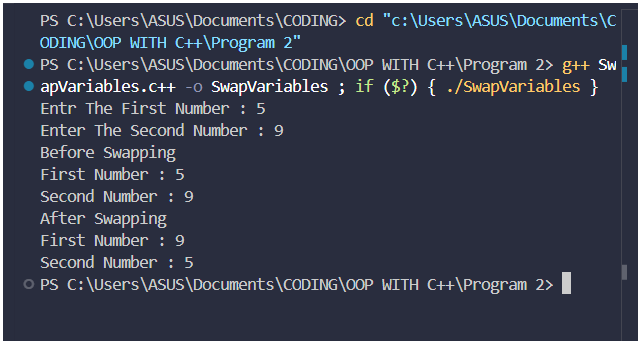 PS C:\Users\ASUS\Documents\CODING> cd "c:\Users\ASUS\Documents\C
ODING\OOP WITH C++\Program 2"
PS C:\Users\ASUS\Documents\CODING\OOP WITH C++\Program 2> g++ Sw
apVariables.c++ -o SwapVariables ; if ($?) { ./SwapVariables }
Entr The First Number : 5
Enter The Second Number : 9
Before Swapping
First Number : 5
Second Number : 9
After Swapping
First Number : 9
Second Number : 5
PS C:\Users\ASUS\Documents\CODING\OOP WITH C++\Program 2>